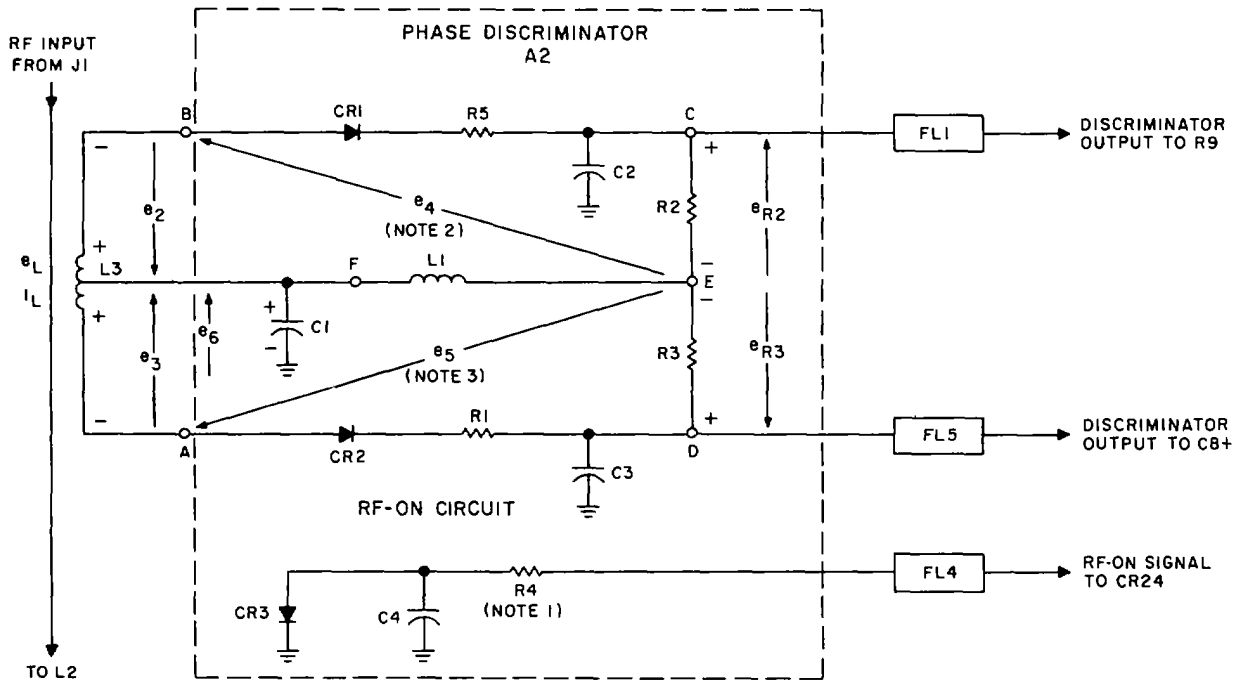 PHASE DISCRIMINATOR
A2
RF INPUT
FROM J1
B
CR1
R5
C
FL1
DISCRIMINATOR
OUTPUT TO R9
−
+
C2
e2
e4
(NOTE 2)
R2
eR2
+
−
eL
L3
F
L1
E
IL
+
−
+
C1
e6
e3
−
e5
(NOTE 3)
R3
eR3
−
R1
+
A
CR2
D
FL5
DISCRIMINATOR
OUTPUT TO C8+
C3
RF-ON CIRCUIT
FL4
RF-ON SIGNAL
TO CR24
R4
(NOTE 1)
CR3
C4
TO L2